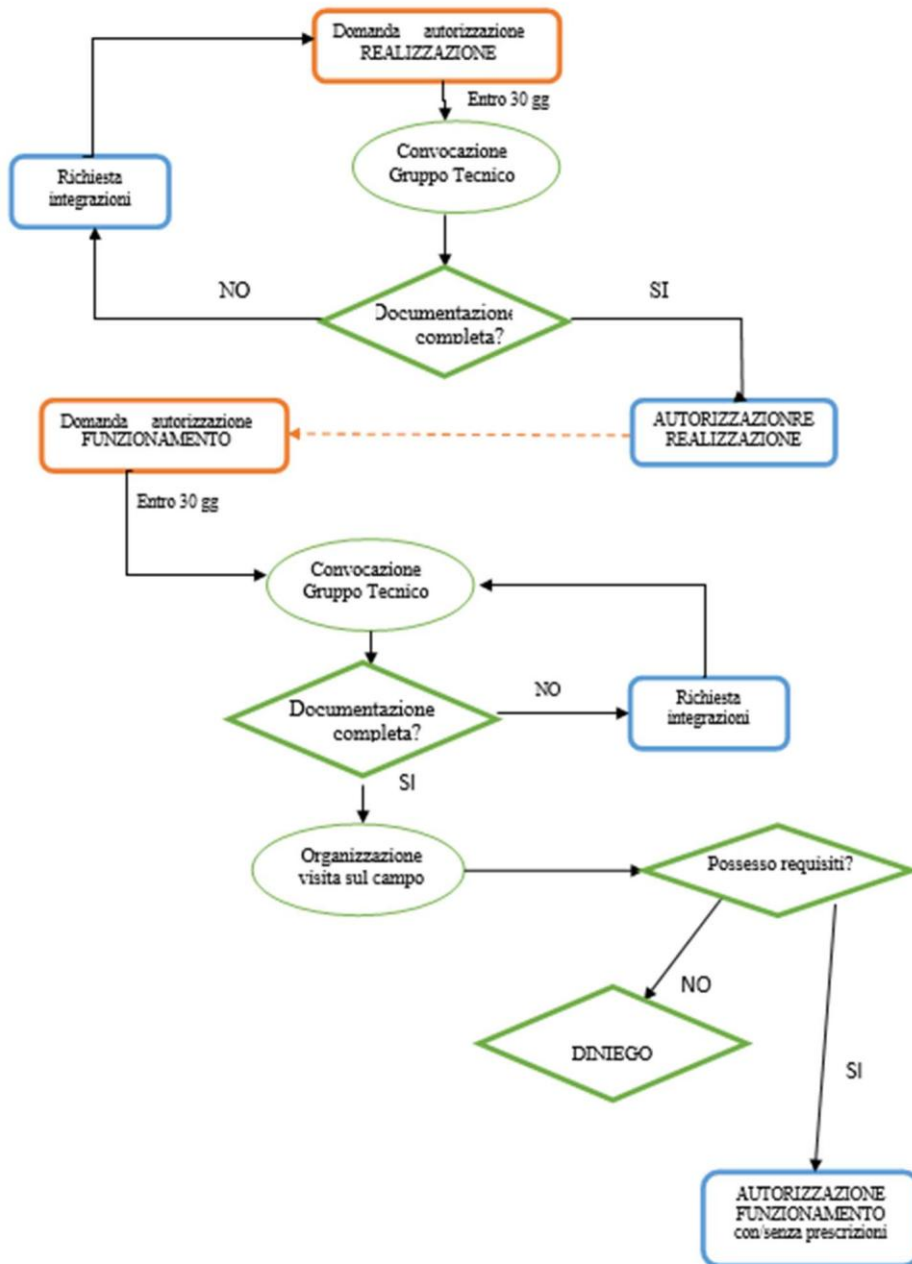 Domanda autorizzazione
REALIZZAZIONE
Entro 30 gg
Convocazione
Gruppo Tecnico
Richiesta
integrazioni
NO
SI
Documentazione
completa?
Domanda autorizzazione
FUNZIONAMENTO
AUTORIZZAZIONRE
REALIZZAZIONE
Entro 30 gg
Convocazione
Gruppo Tecnico
Documentazione
completa?
NO
Richiesta
integrazioni
SI
Organizzazione
visita sul campo
Possesso requisiti?
NO
DINIEGO
SI
AUTORIZZAZIONE
FUNZIONAMENTO
con/senza prescrizioni